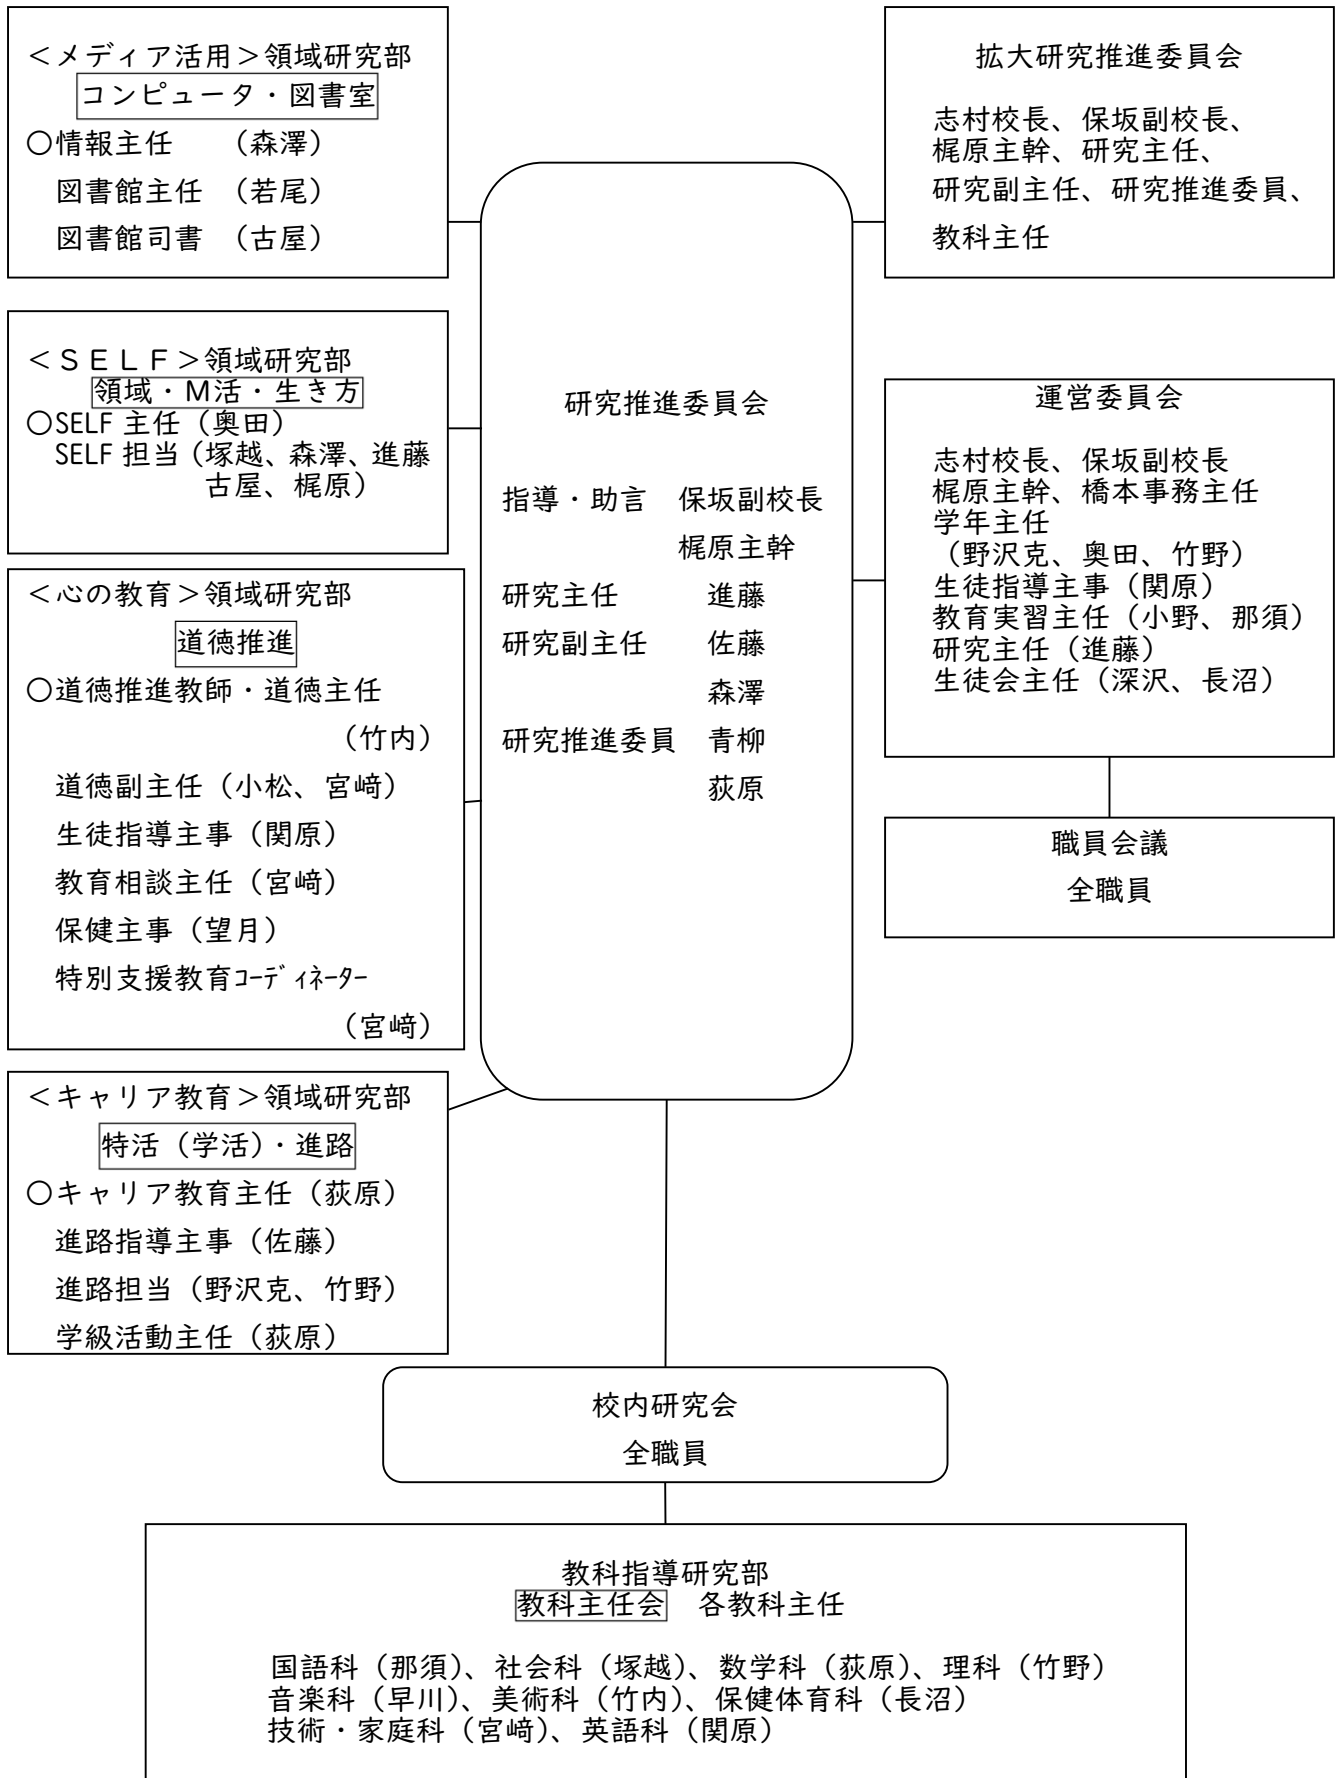 ＜メディア活用＞領域研究部
コンピュータ・図書室
○情報主任　　（森澤）
図書館主任　（若尾）
図書館司書　（古屋）
＜ＳＥＬＦ＞領域研究部
領域・M活・生き方
○SELF 主任（奥田）
SELF 担当（塚越、森澤、進藤
古屋、梶原）
＜心の教育＞領域研究部
道徳推進
○道徳推進教師・道徳主任
（竹内）
道徳副主任（小松、宮﨑）
生徒指導主事（関原）
教育相談主任（宮﨑）
保健主事（望月）
特別支援教育ｺｰﾃﾞｨﾈｰﾀｰ
（宮﨑）
＜キャリア教育＞領域研究部
特活（学活）・進路
○キャリア教育主任（荻原）
進路指導主事（佐藤）
進路担当（野沢克、竹野）
学級活動主任（荻原）
研究推進委員会
指導・助言　保坂副校長
梶原主幹
研究主任　　　進藤
研究副主任　　佐藤
森澤
研究推進委員　青柳
荻原
拡大研究推進委員会
志村校長、保坂副校長、
梶原主幹、研究主任、
研究副主任、研究推進委員、
教科主任
運営委員会
志村校長、保坂副校長
梶原主幹、橋本事務主任
学年主任
（野沢克、奥田、竹野）
生徒指導主事（関原）
教育実習主任（小野、那須）
研究主任（進藤）
生徒会主任（深沢、長沼）
職員会議
全職員
校内研究会
全職員
教科指導研究部
教科主任会　各教科主任
国語科（那須）、社会科（塚越）、数学科（荻原）、理科（竹野）
音楽科（早川）、美術科（竹内）、保健体育科（長沼）
技術・家庭科（宮﨑）、英語科（関原）